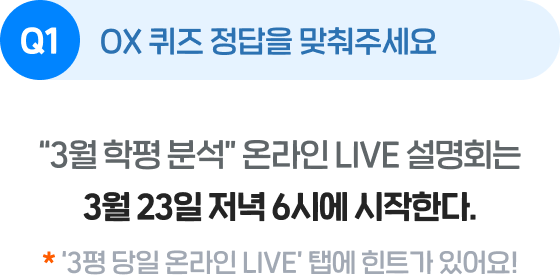 Q1 OX 퀴즈 정답을 맞춰주세요
“3월 학평 분석” 온라인 LIVE 설명회는
3월 23일 저녁 6시에 시작한다.
* ‘3평 당일 온라인 LIVE’ 탭에 힌트가 있어요!